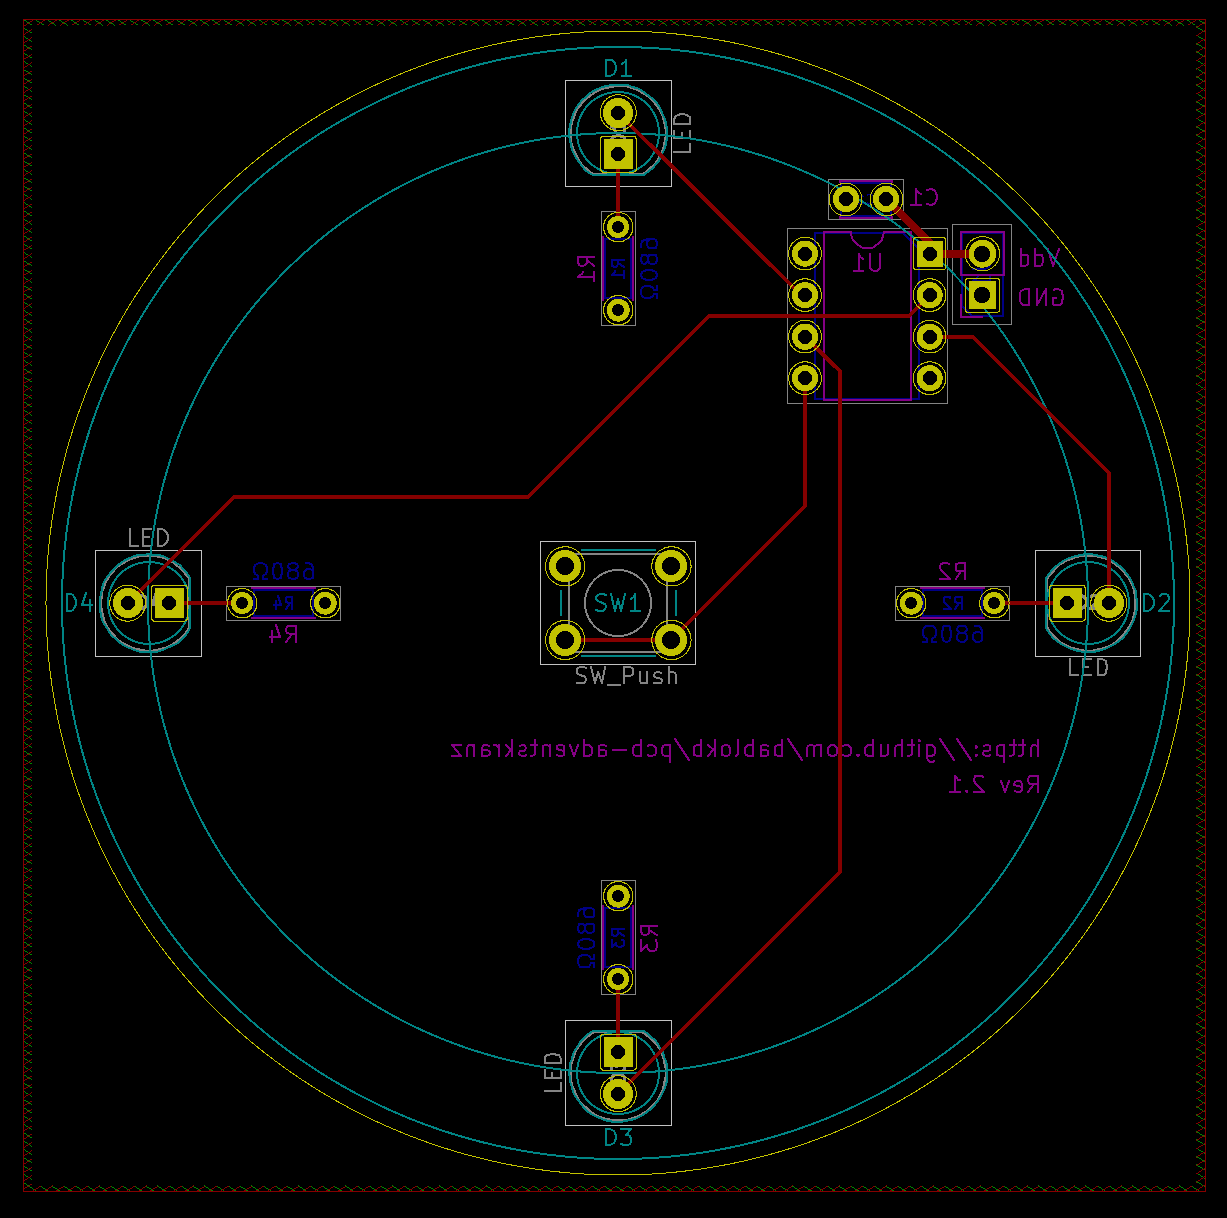 D1
LED
C1
R1
R1
680Ω
U1
Vdd
GND
LED
D4
680Ω
R4
R4
SW1
SW_Push
R2
R2
680Ω
D2
LED
https://github.com/bablokb/pcb-adventskranz
Rev 2.1
680Ω
R3
R3
LED
D3